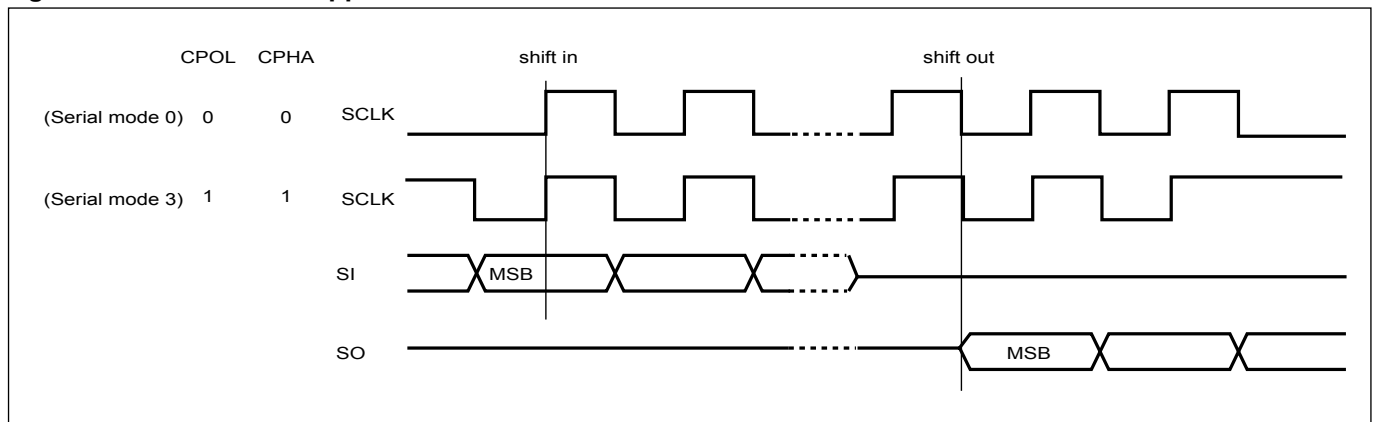 CPOL CPHA shift in shift out
(Serial mode 0) 0 0 SCLK
(Serial mode 3) 1 1 SCLK
SI MSB
SO MSB